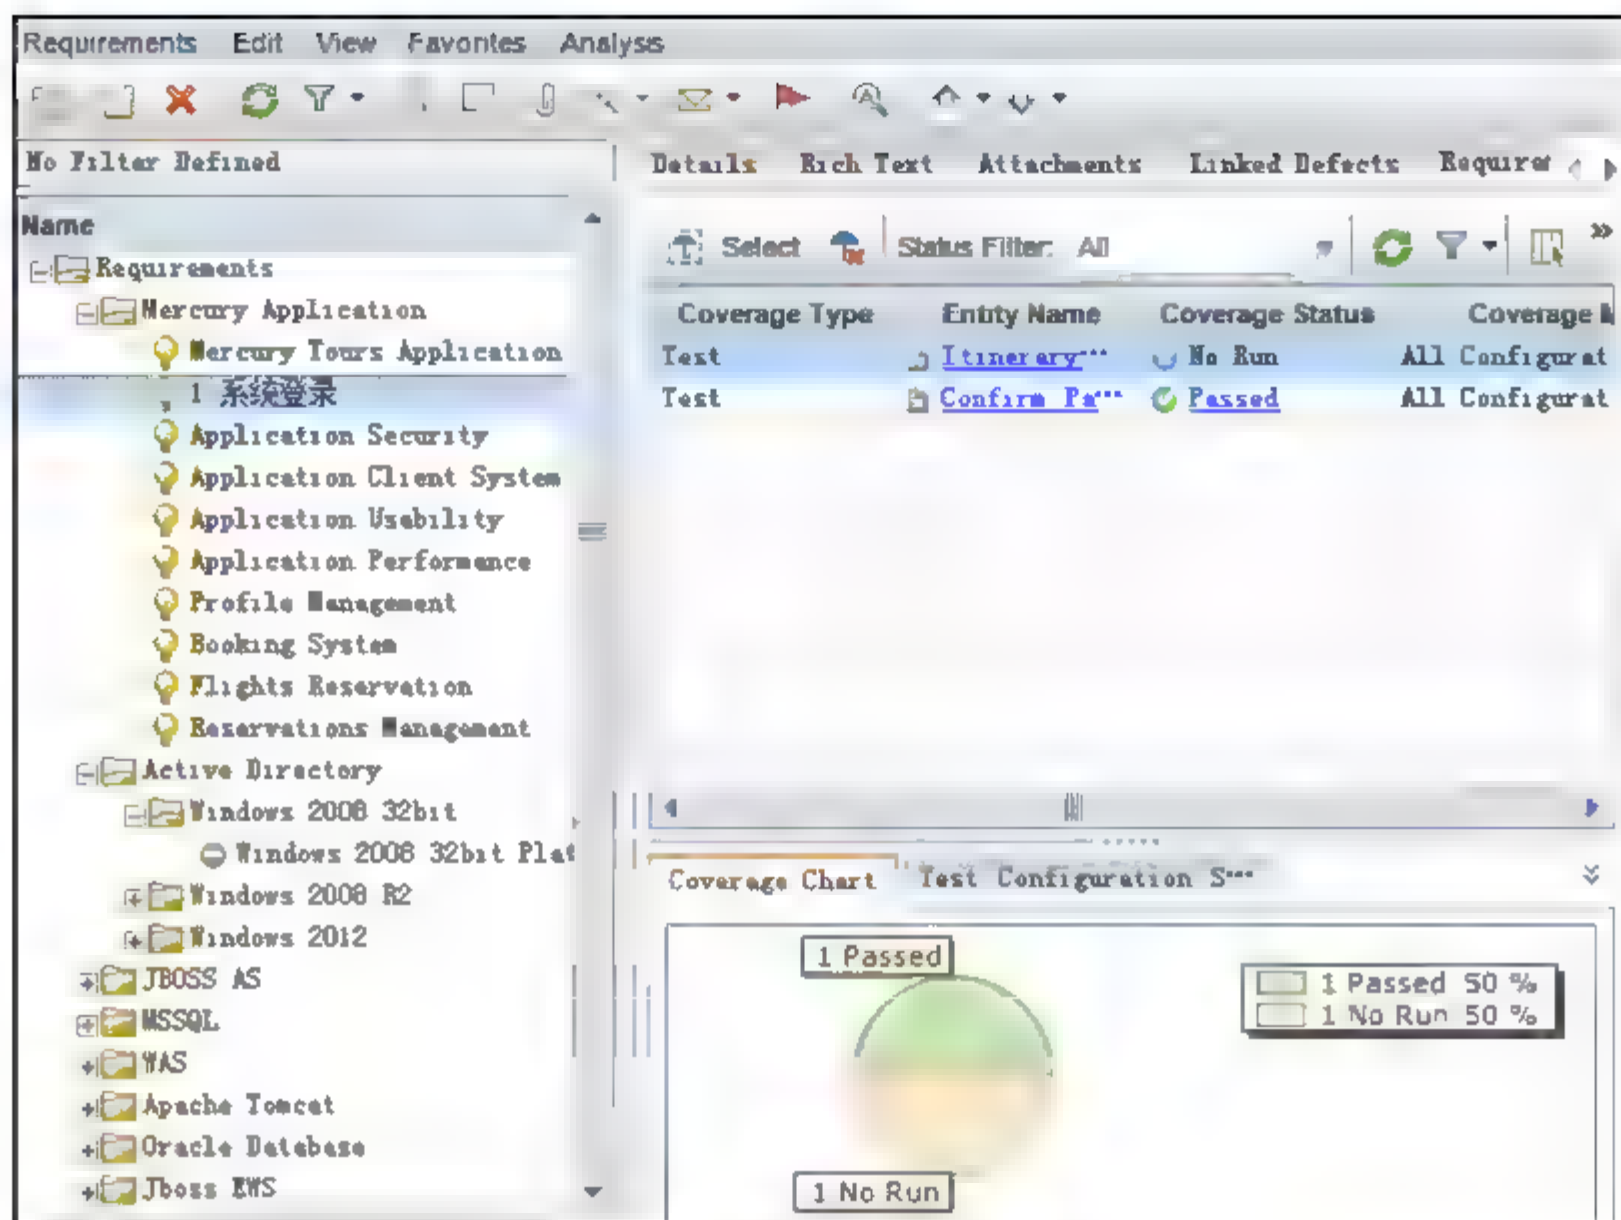 Requirements Edit View Favorites Analysis
No Filter Defined
Details Rich Text Attachments Linked Defects
Name
Select Status Filter: All
Requirements
Mercury Application
Coverage Type Entity Name Coverage Status Coverage
Mercury Tours Application
Test Itinerary... No Run All Configurat
1 系统登录
Test Confirm Pa... Passed All Configurat
Application Security
Application Client System
Application Usability
Application Performance
Profile Management
Booking System
Flights Reservation
Reservations Management
Active Directory
Windows 2008 32bit
Windows 2008 32bit Plat
Coverage Chart Test Configuration S...
Windows 2008 R2
Windows 2012
1 Passed
JBOSS AS
1 Passed 50 %
MSSQL
1 No Run 50 %
WAS
Apache Tomcat
Oracle Database
Jboss EWS
1 No Run